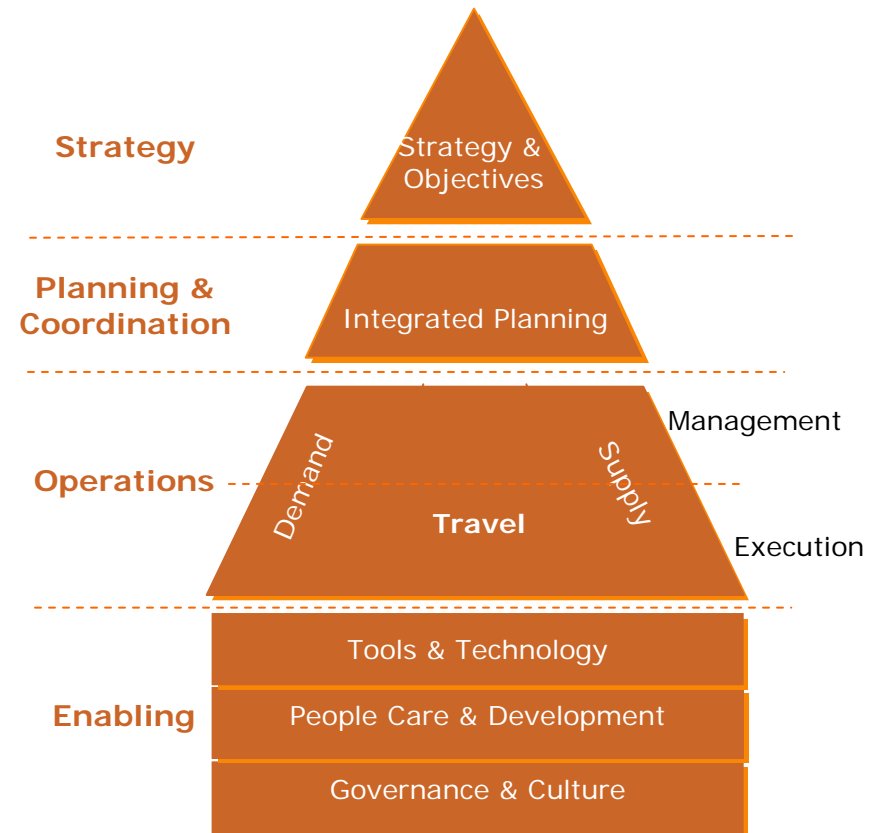 Strategy
Strategy &
Objectives
Planning &
Coordination
Integrated Planning
Management
Operations
Demand
Supply
Travel
Execution
Tools & Technology
Enabling
People Care & Development
Governance & Culture